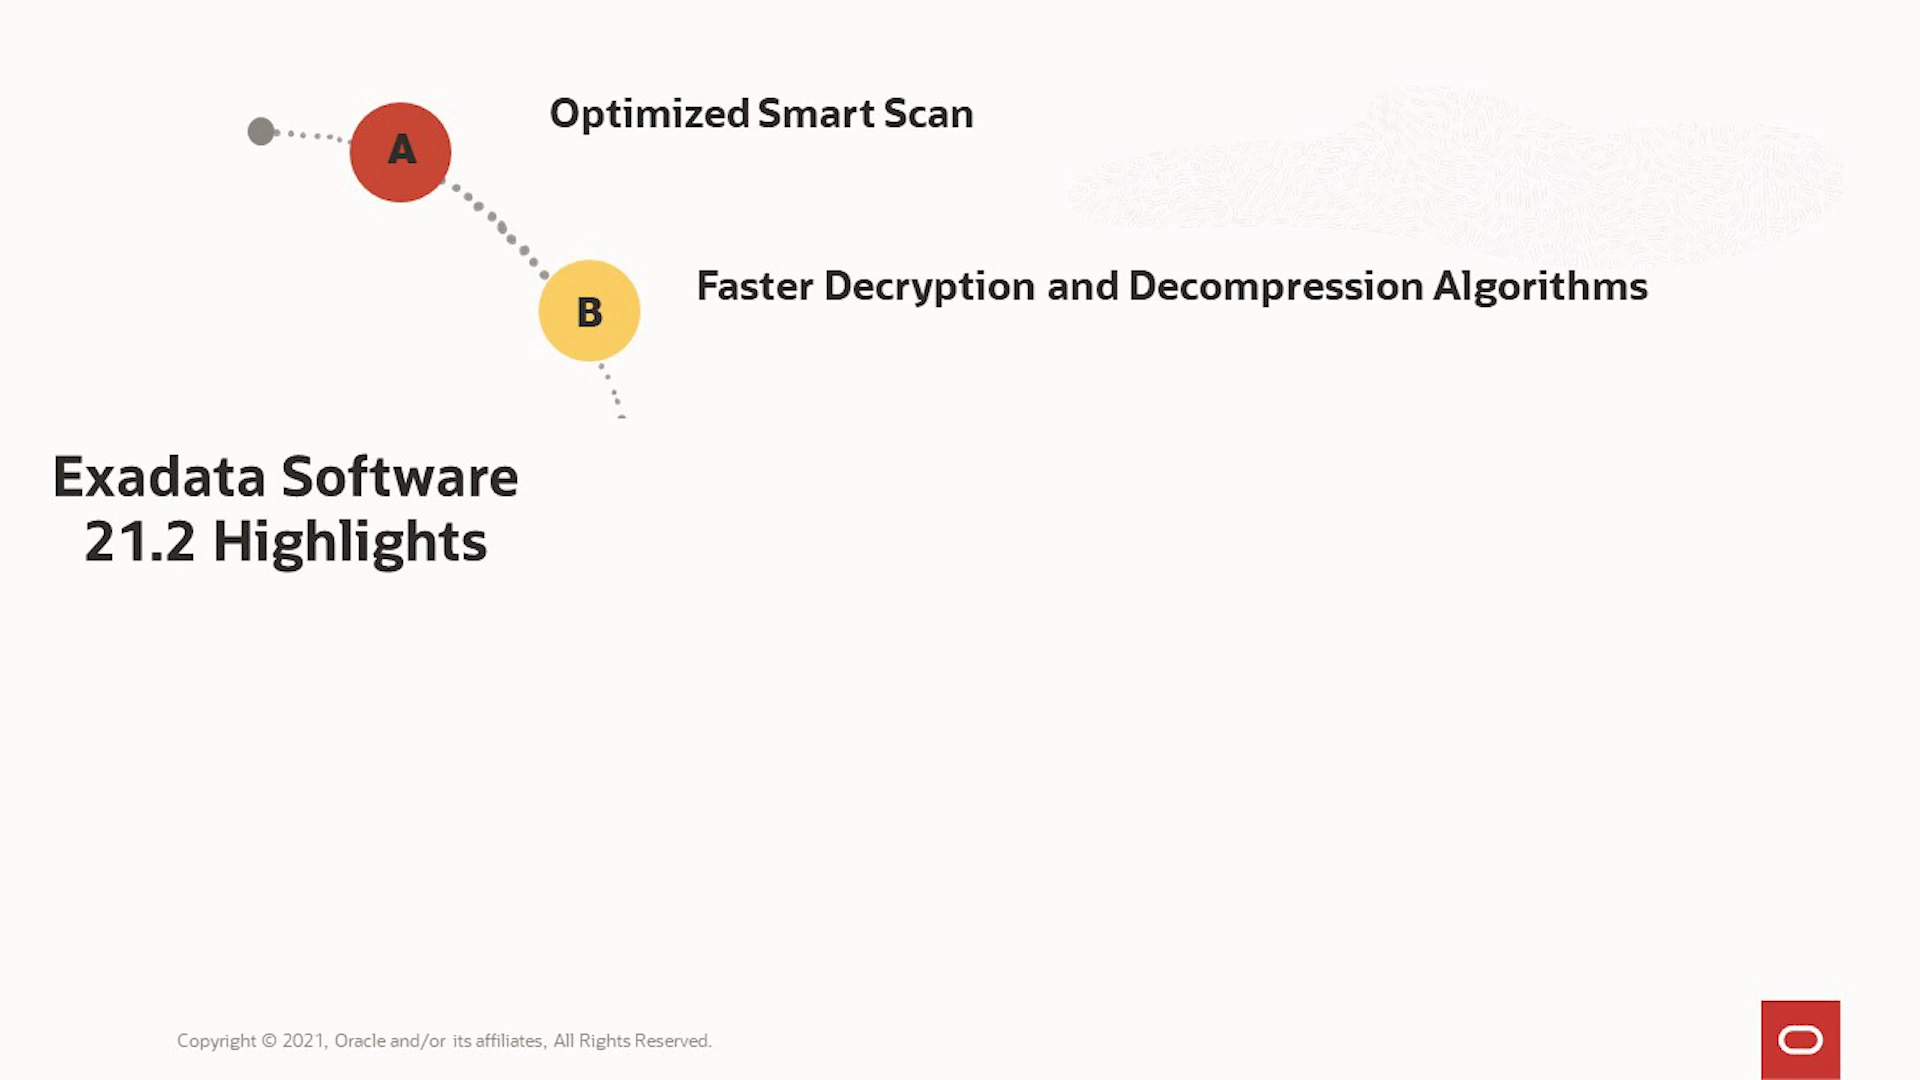 A
Optimized Smart Scan
B
Faster Decryption and Decompression Algorithms
Exadata Software
21.2 Highlights
Copyright © 2021, Oracle and/or its affiliates, All Rights Reserved.